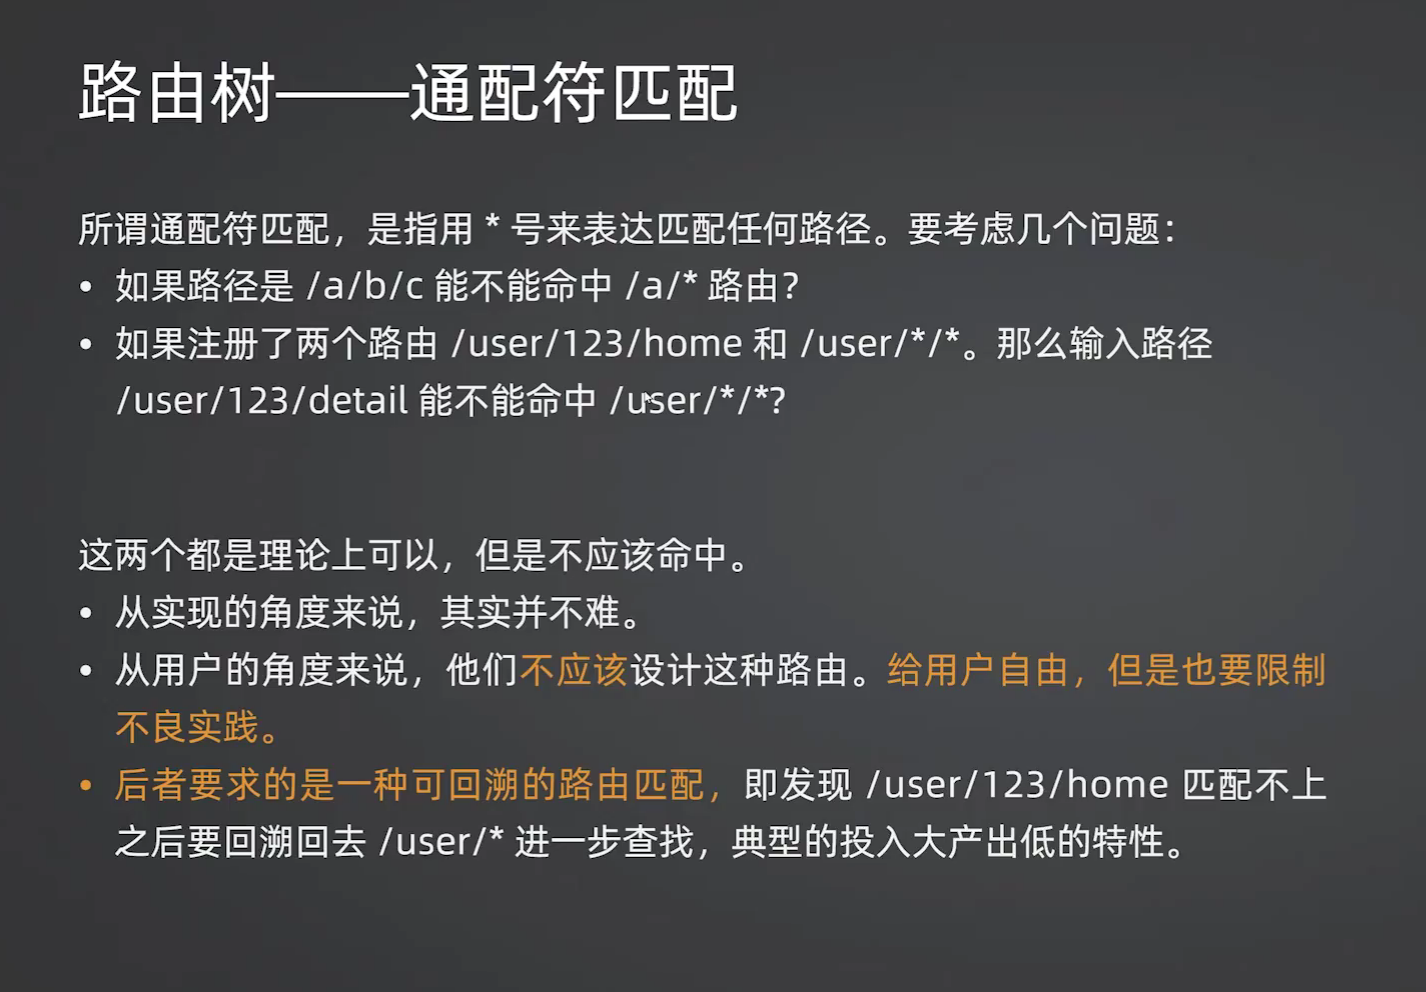 路由树——通配符匹配
所谓通配符匹配，是指用 * 号来表达匹配任何路径。要考虑几个问题：
• 如果路径是 /a/b/c 能不能命中 /a/* 路由？
• 如果注册了两个路由 /user/123/home 和 /user/*/*。那么输入路径
/user/123/detail 能不能命中 /user/*/*?
这两个都是理论上可以，但是不应该命中。
• 从实现的角度来说，其实并不难。
• 从用户的角度来说，他们不应该设计这种路由。给用户自由，但是也要限制
不良实践。
• 后者要求的是一种可回溯的路由匹配，即发现 /user/123/home 匹配不上
之后要回溯回去 /user/* 进一步查找，典型的投入大产出低的特性。